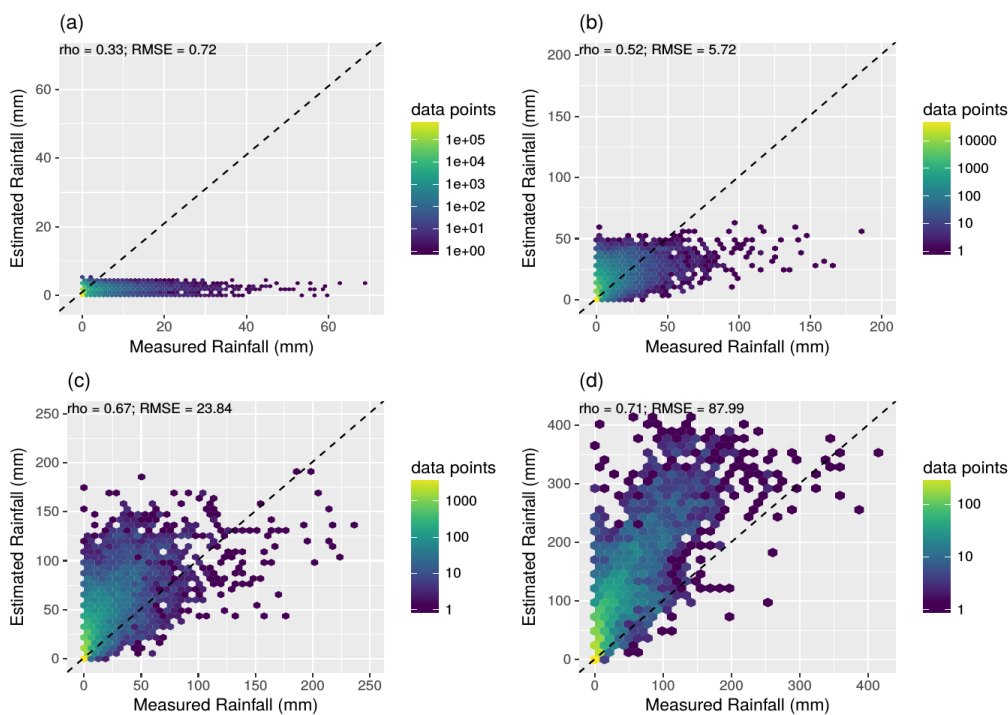 (a)
rho = 0.33; RMSE = 0.72
60
40
20
0
0
20
40
60
Estimated Rainfall (mm)
Measured Rainfall (mm)
data points
1e+05
1e+04
1e+03
1e+02
1e+01
1e+00
(b)
rho = 0.52; RMSE = 5.72
200
150
100
50
0
0
50
100
150
200
Estimated Rainfall (mm)
Measured Rainfall (mm)
data points
10000
1000
100
10
1
(c)
rho = 0.67; RMSE = 23.84
250
200
150
100
50
0
0
50
100
150
200
250
Estimated Rainfall (mm)
Measured Rainfall (mm)
data points
1000
100
10
1
(d)
rho = 0.71; RMSE = 87.99
400
300
200
100
0
0
100
200
300
400
Estimated Rainfall (mm)
Measured Rainfall (mm)
data points
100
10
1